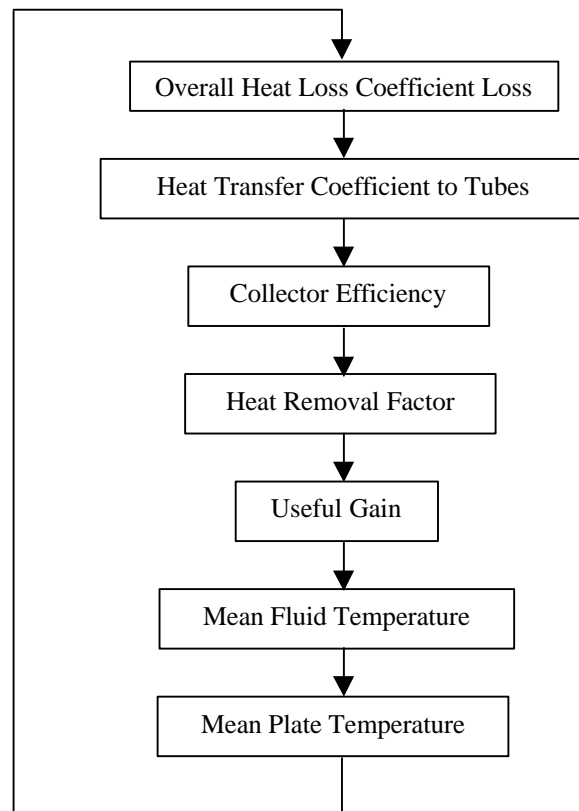 Overall Heat Loss Coefficient Loss
Heat Transfer Coefficient to Tubes
Collector Efficiency
Heat Removal Factor
Useful Gain
Mean Fluid Temperature
Mean Plate Temperature